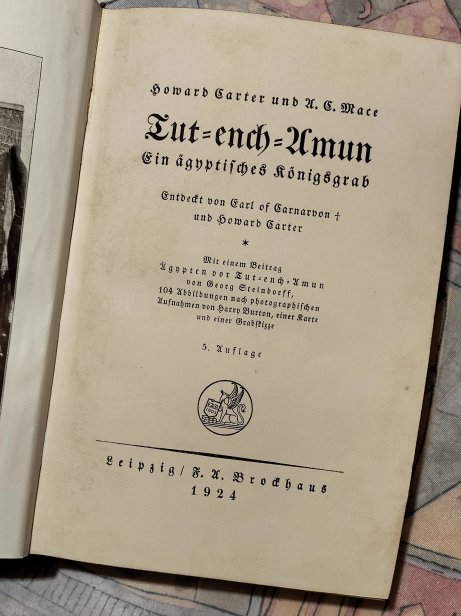 Howard Carter und A. C. Mace
Tut=ench=Amun
Ein ägyptisches Königsgrab
Entdeckt von Earl of Carnarvon †
und Howard Carter
*
Mit einem Beitrag
Ägypten vor Tut=ench=Amun
von Georg Steindorff,
104 Abbildungen nach photographischen
Aufnahmen von Harry Burton, einer Karte
und einer Grabskizze
5. Auflage
Leipzig / F. A. Brockhaus
1924